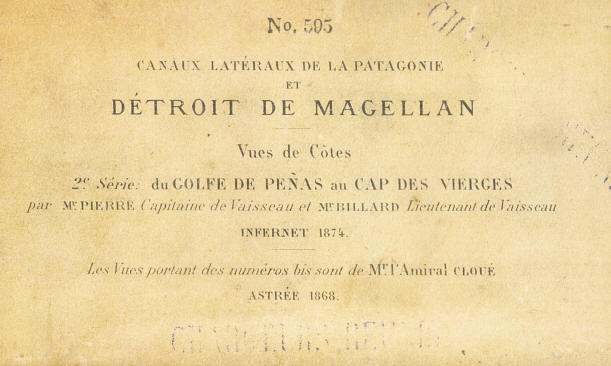 No. 595
CANAUX LATÉRAUX DE LA PATAGONIE
ET
DÉTROIT DE MAGELLAN
Vues de Côtes
2e Série: du GOLFE DE PEÑAS au CAP DES VIERGES
par Mr. PIERRE Capitaine de Vaisseau et Mr BILLARD Lieutenant de Vaisseau
INFERNET 1874.
Les Vues portant des numéros bis sont de Mr l'Amiral CLOUÉ
ASTRÉE 1868.